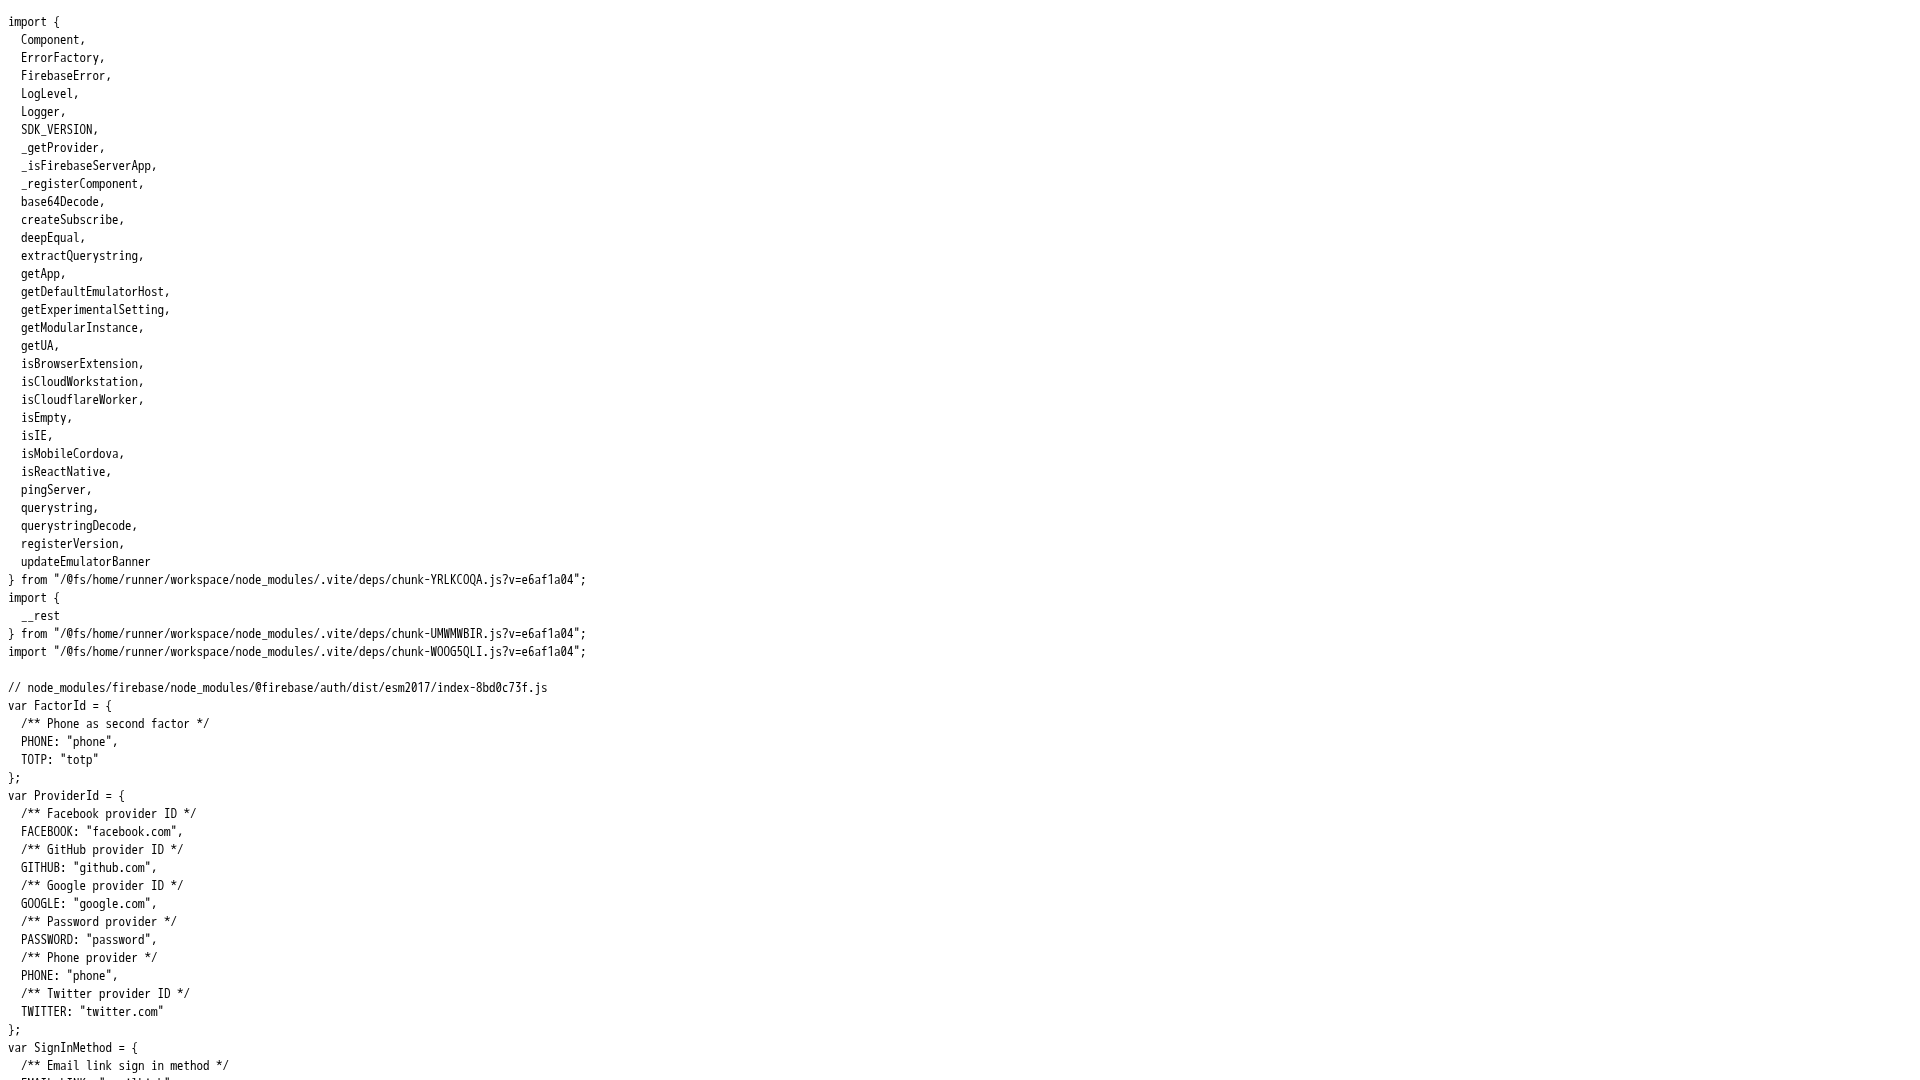 import {
  Component,
  ErrorFactory,
  FirebaseError,
  LogLevel,
  Logger,
  SDK_VERSION,
  _getProvider,
  _isFirebaseServerApp,
  _registerComponent,
  base64Decode,
  createSubscribe,
  deepEqual,
  extractQuerystring,
  getApp,
  getDefaultEmulatorHost,
  getExperimentalSetting,
  getModularInstance,
  getUA,
  isBrowserExtension,
  isCloudWorkstation,
  isCloudflareWorker,
  isEmpty,
  isIE,
  isMobileCordova,
  isReactNative,
  pingServer,
  querystring,
  querystringDecode,
  registerVersion,
  updateEmulatorBanner
} from "/@fs/home/runner/workspace/node_modules/.vite/deps/chunk-YRLKCOQA.js?v=e6af1a04";
import {
  __rest
} from "/@fs/home/runner/workspace/node_modules/.vite/deps/chunk-UMWMWBIR.js?v=e6af1a04";
import "/@fs/home/runner/workspace/node_modules/.vite/deps/chunk-WOOG5QLI.js?v=e6af1a04";

// node_modules/firebase/node_modules/@firebase/auth/dist/esm2017/index-8bd0c73f.js
var FactorId = {
  /** Phone as second factor */
  PHONE: "phone",
  TOTP: "totp"
};
var ProviderId = {
  /** Facebook provider ID */
  FACEBOOK: "facebook.com",
  /** GitHub provider ID */
  GITHUB: "github.com",
  /** Google provider ID */
  GOOGLE: "google.com",
  /** Password provider */
  PASSWORD: "password",
  /** Phone provider */
  PHONE: "phone",
  /** Twitter provider ID */
  TWITTER: "twitter.com"
};
var SignInMethod = {
  /** Email link sign in method */